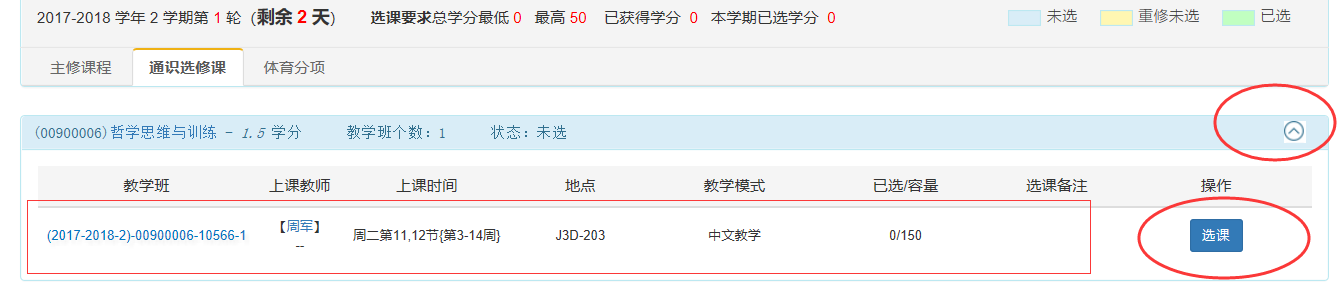 2017-2018 学年 2 学期第 1 轮 (剩余 2 天) 选课要求总学分最低 0 最高 50 已获得学分 0 本学期已选学分 0 未选 重修未选 已选
主修课程 通识选修课 体育分项
(00900006)哲学思维与训练 - 1.5 学分 教学班个数：1 状态：未选
教学班 上课教师 上课时间 地点 教学模式 已选/容量 选课备注 操作
(2017-2018-2)-00900006-10566-1 【周军】 周二第11,12节{第3-14周} J3D-203 中文教学 0/150 选课
--